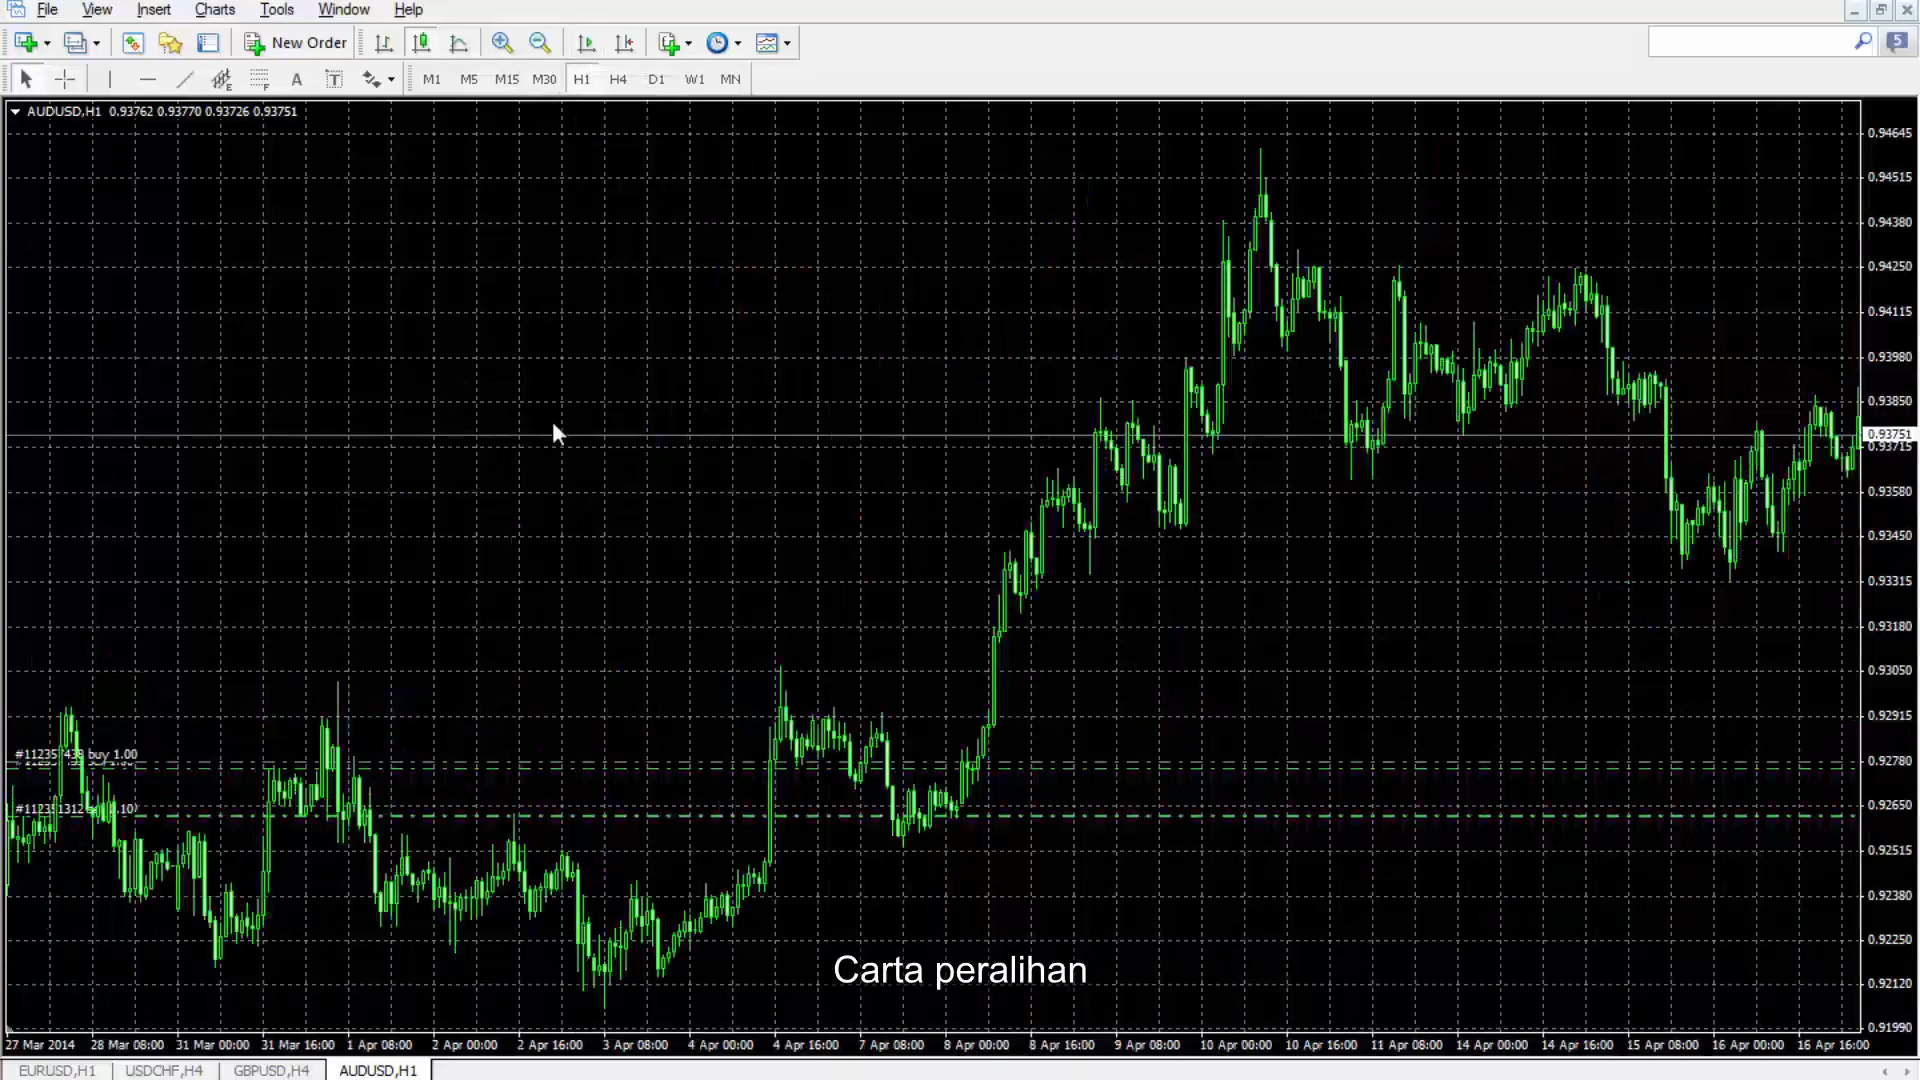 File View Insert Charts Tools Window Help
New Order
5
A T M1 M5 M15 M30 H1 H4 D1 W1 MN
AUDUSD,H1 0.93762 0.93770 0.93726 0.93751
0.94645
0.94515
0.94380
0.94250
0.94115
0.93980
0.93850
0.93751
0.93715
0.93580
0.93450
0.93315
0.93180
0.93050
0.92915
buy 1.00
0.92780
0.92650
0.92515
0.92380
0.92250
Carta peralihan
0.92120
0.91990
27 Mar 2014 28 Mar 08:00 31 Mar 00:00 31 Mar 16:00 1 Apr 08:00 2 Apr 00:00 2 Apr 16:00 3 Apr 08:00 4 Apr 00:00 4 Apr 16:00 7 Apr 08:00 8 Apr 00:00 8 Apr 16:00 9 Apr 08:00 10 Apr 00:00 10 Apr 16:00 11 Apr 08:00 14 Apr 00:00 14 Apr 16:00 15 Apr 08:00 16 Apr 00:00 16 Apr 16:00
EURUSD,H1 USDCHF,H4 GBPUSD,H4 AUDUSD,H1